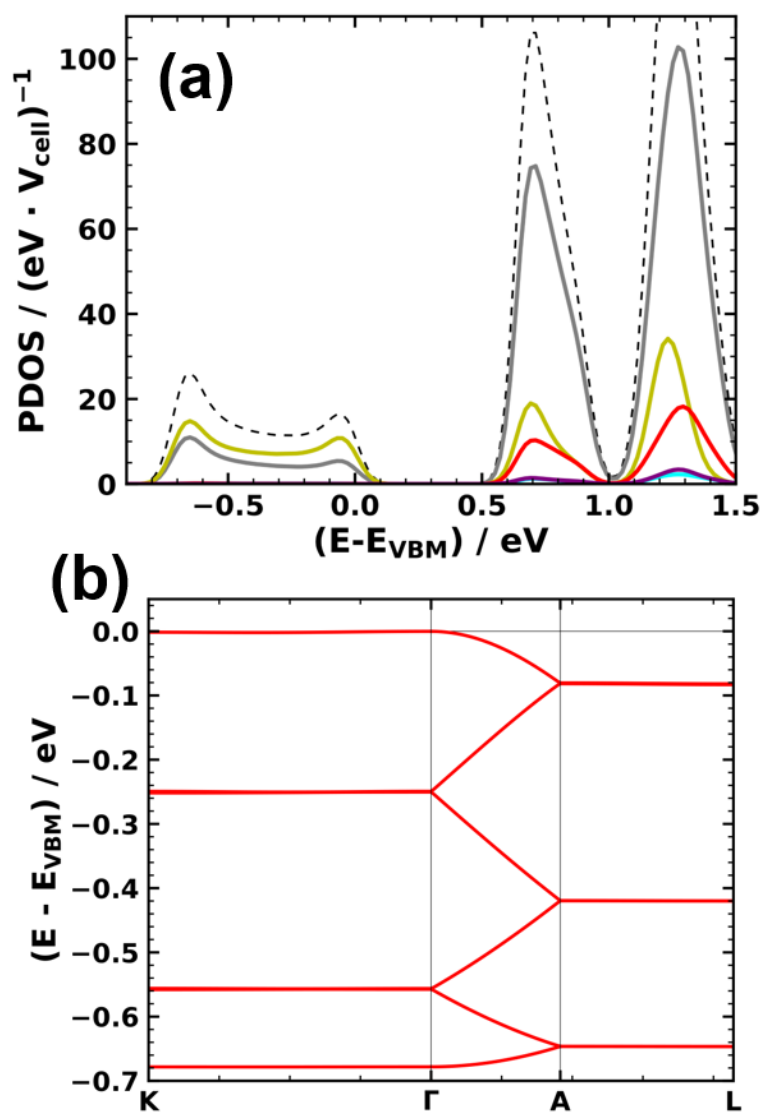 (a)
PDOS / (eV · V_cell)⁻¹
100
80
60
40
20
0
−0.5 0.0 0.5 1.0 1.5
(E-E_VBM) / eV
(b)
(E - E_VBM) / eV
0.0
−0.1
−0.2
−0.3
−0.4
−0.5
−0.6
−0.7
K Γ A L